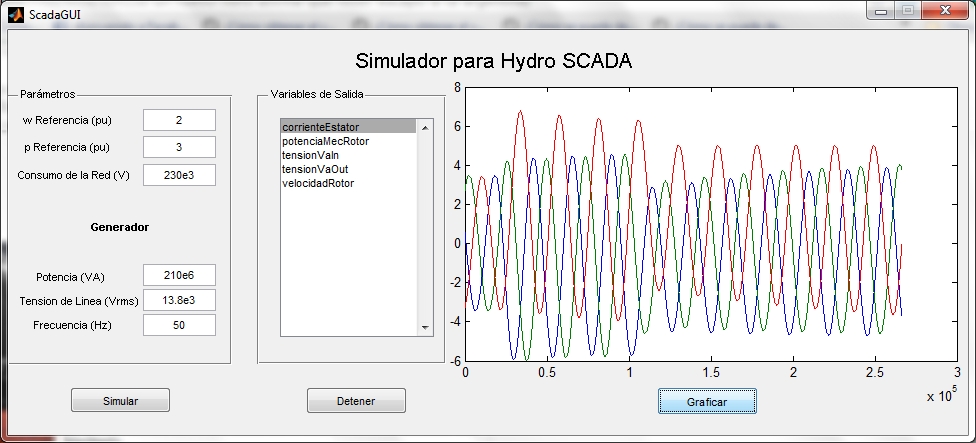 ScadaGUI
Simulador para Hydro SCADA
Parámetros
w Referencia (pu) 2
p Referencia (pu) 3
Consumo de la Red (V) 230e3
Generador
Potencia (VA) 210e6
Tension de Linea (Vrms) 13.8e3
Frecuencia (Hz) 50
Simular
Variables de Salida
corrienteEstator
potenciaMecRotor
tensionVaIn
tensionVaOut
velocidadRotor
Detener
8
6
4
2
0
-2
-4
-6
0 0.5 1 1.5 2 2.5 3
x 10^5
Graficar